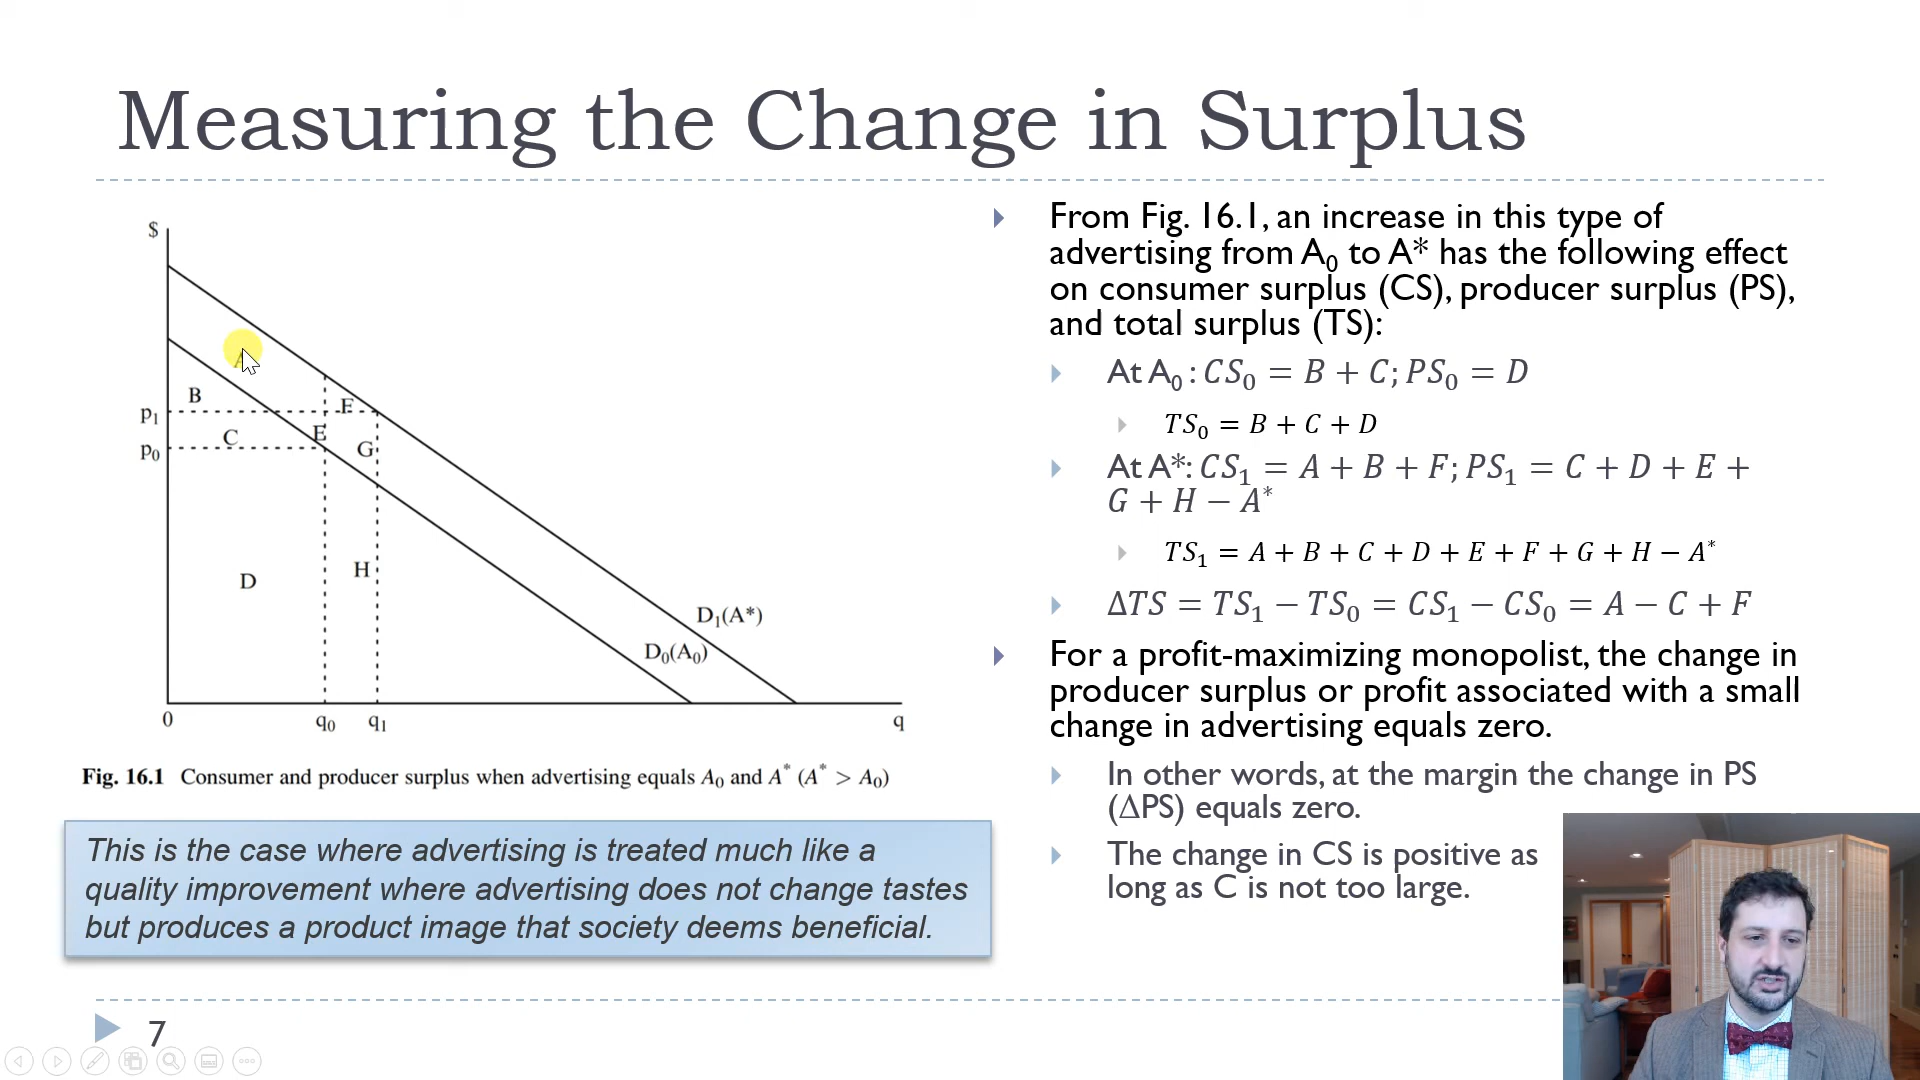 Measuring the Change in Surplus
$
A
B
F
p₁
C
E
p₀
G
D
H
D₁(A*)
D₀(A₀)
0
q₀
q₁
q
Fig. 16.1 Consumer and producer surplus when advertising equals A₀ and A* (A* > A₀)
This is the case where advertising is treated much like a
quality improvement where advertising does not change tastes
but produces a product image that society deems beneficial.
From Fig. 16.1, an increase in this type of
advertising from A₀ to A* has the following effect
on consumer surplus (CS), producer surplus (PS),
and total surplus (TS):
At A₀ : CS₀ = B + C; PS₀ = D
TS₀ = B + C + D
At A*: CS₁ = A + B + F; PS₁ = C + D + E +
G + H − A*
TS₁ = A + B + C + D + E + F + G + H − A*
ΔTS = TS₁ − TS₀ = CS₁ − CS₀ = A − C + F
For a profit-maximizing monopolist, the change in
producer surplus or profit associated with a small
change in advertising equals zero.
In other words, at the margin the change in PS
(ΔPS) equals zero.
The change in CS is positive as
long as C is not too large.
7